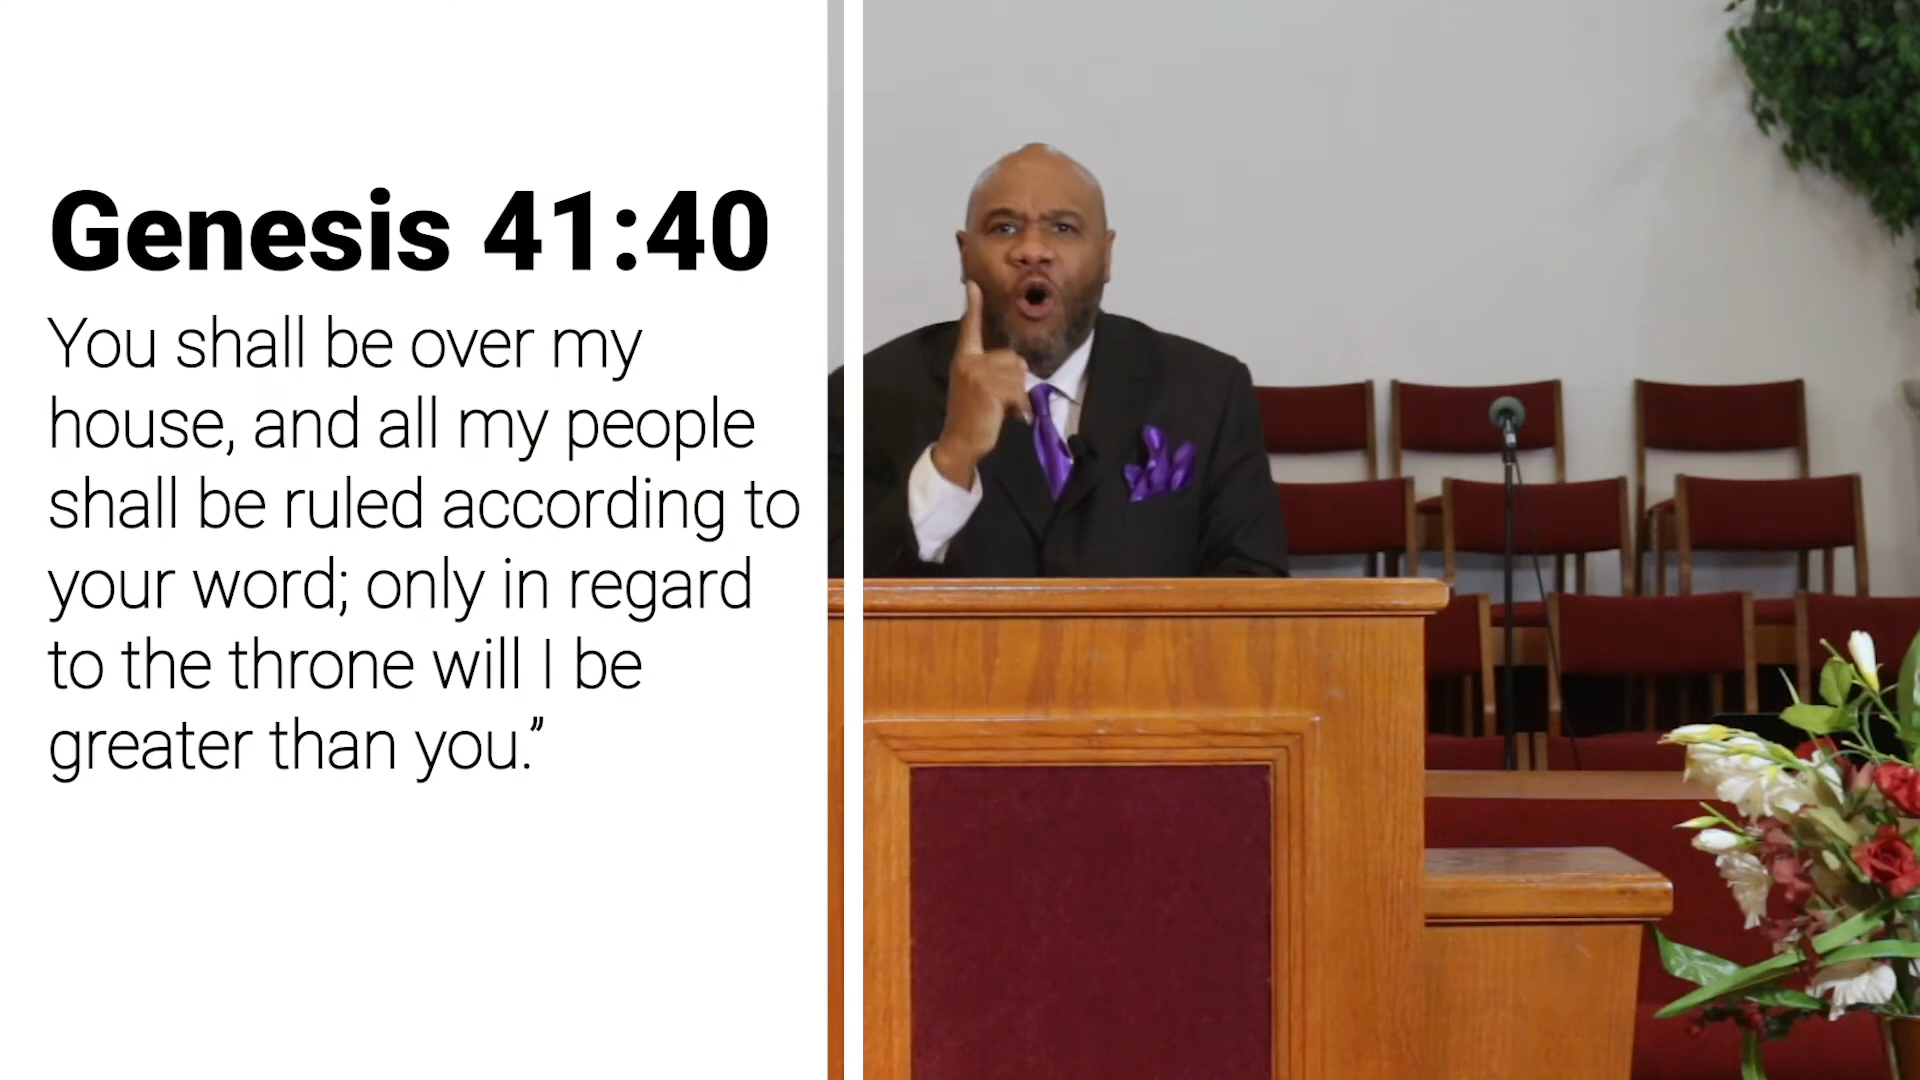 Genesis 41:40
You shall be over my
house, and all my people
shall be ruled according to
your word; only in regard
to the throne will I be
greater than you.”